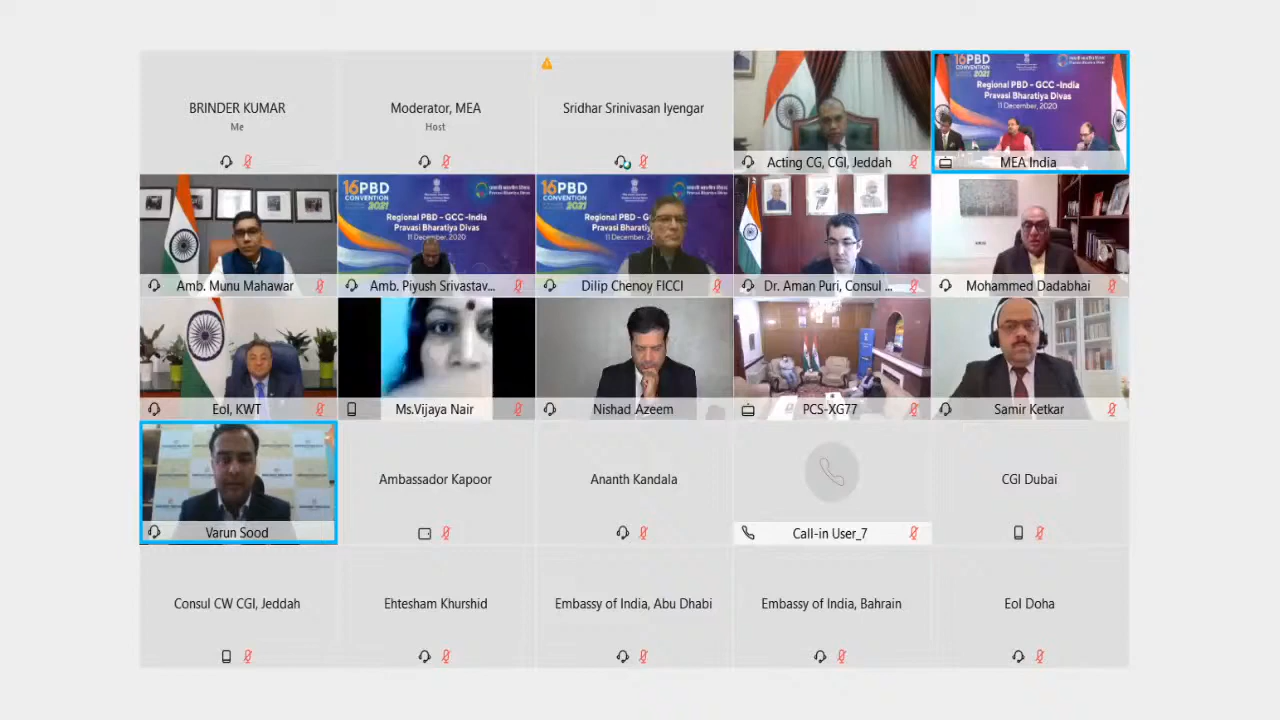 BRINDER KUMAR
Me
Moderator, MEA
Host
Sridhar Srinivasan Iyengar
Acting CG, CGI, Jeddah
16PBD
CONVENTION
2021
Regional PBD - GCC -India
Pravasi Bharatiya Divas
11 December, 2020
MEA India
Amb. Munu Mahawar
16PBD
CONVENTION
2021
Regional PBD - GCC-India
Pravasi Bharatiya Divas
11 December, 2020
Amb. Piyush Srivastav...
16PBD
CONVENTION
2021
Regional PBD - G
Pravasi Bharatiy
11 December, 20
Dilip Chenoy FICCI
Dr. Aman Puri, Consul ...
Mohammed Dadabhai
EoI, KWT
Ms.Vijaya Nair
Nishad Azeem
PCS-XG77
Samir Ketkar
Varun Sood
Ambassador Kapoor
Ananth Kandala
Call-in User_7
CGI Dubai
Consul CW CGI, Jeddah
Ehtesham Khurshid
Embassy of India, Abu Dhabi
Embassy of India, Bahrain
EoI Doha